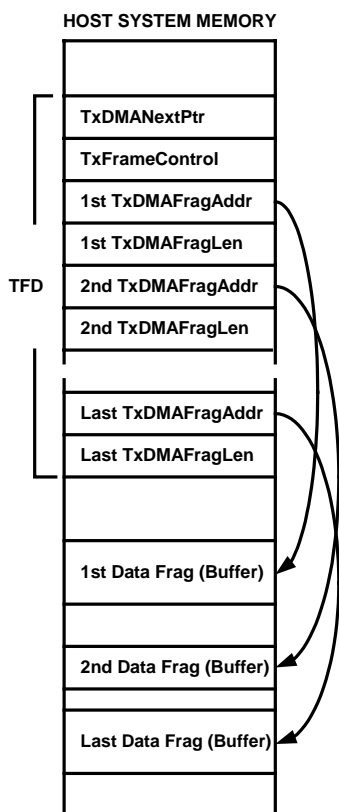 HOST SYSTEM MEMORY
TxDMANextPtr
TxFrameControl
1st TxDMAFragAddr
1st TxDMAFragLen
TFD
2nd TxDMAFragAddr
2nd TxDMAFragLen
Last TxDMAFragAddr
Last TxDMAFragLen
1st Data Frag (Buffer)
2nd Data Frag (Buffer)
Last Data Frag (Buffer)